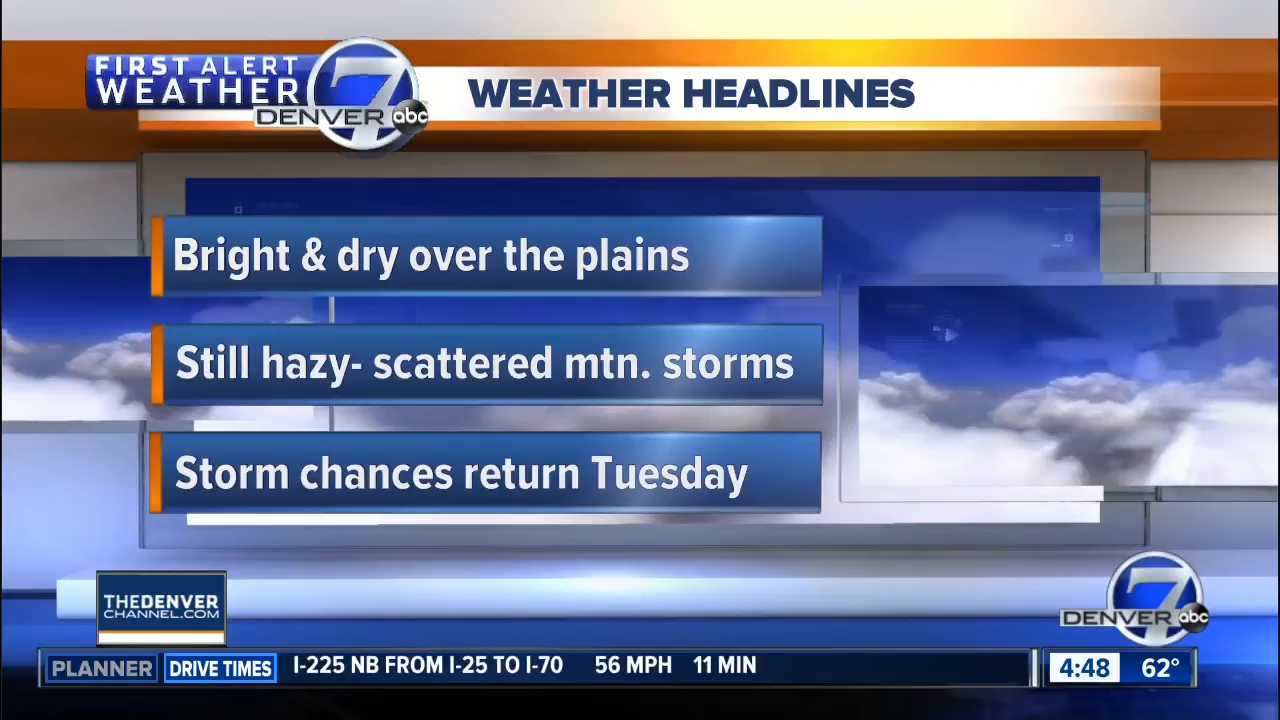 FIRST ALERT
WEATHER
7
DENVER abc
WEATHER HEADLINES
Bright & dry over the plains
Still hazy- scattered mtn. storms
Storm chances return Tuesday
THEDENVER
CHANNEL.COM
7
DENVER abc
PLANNER DRIVE TIMES I-225 NB FROM I-25 TO I-70 56 MPH 11 MIN 4:48 62°